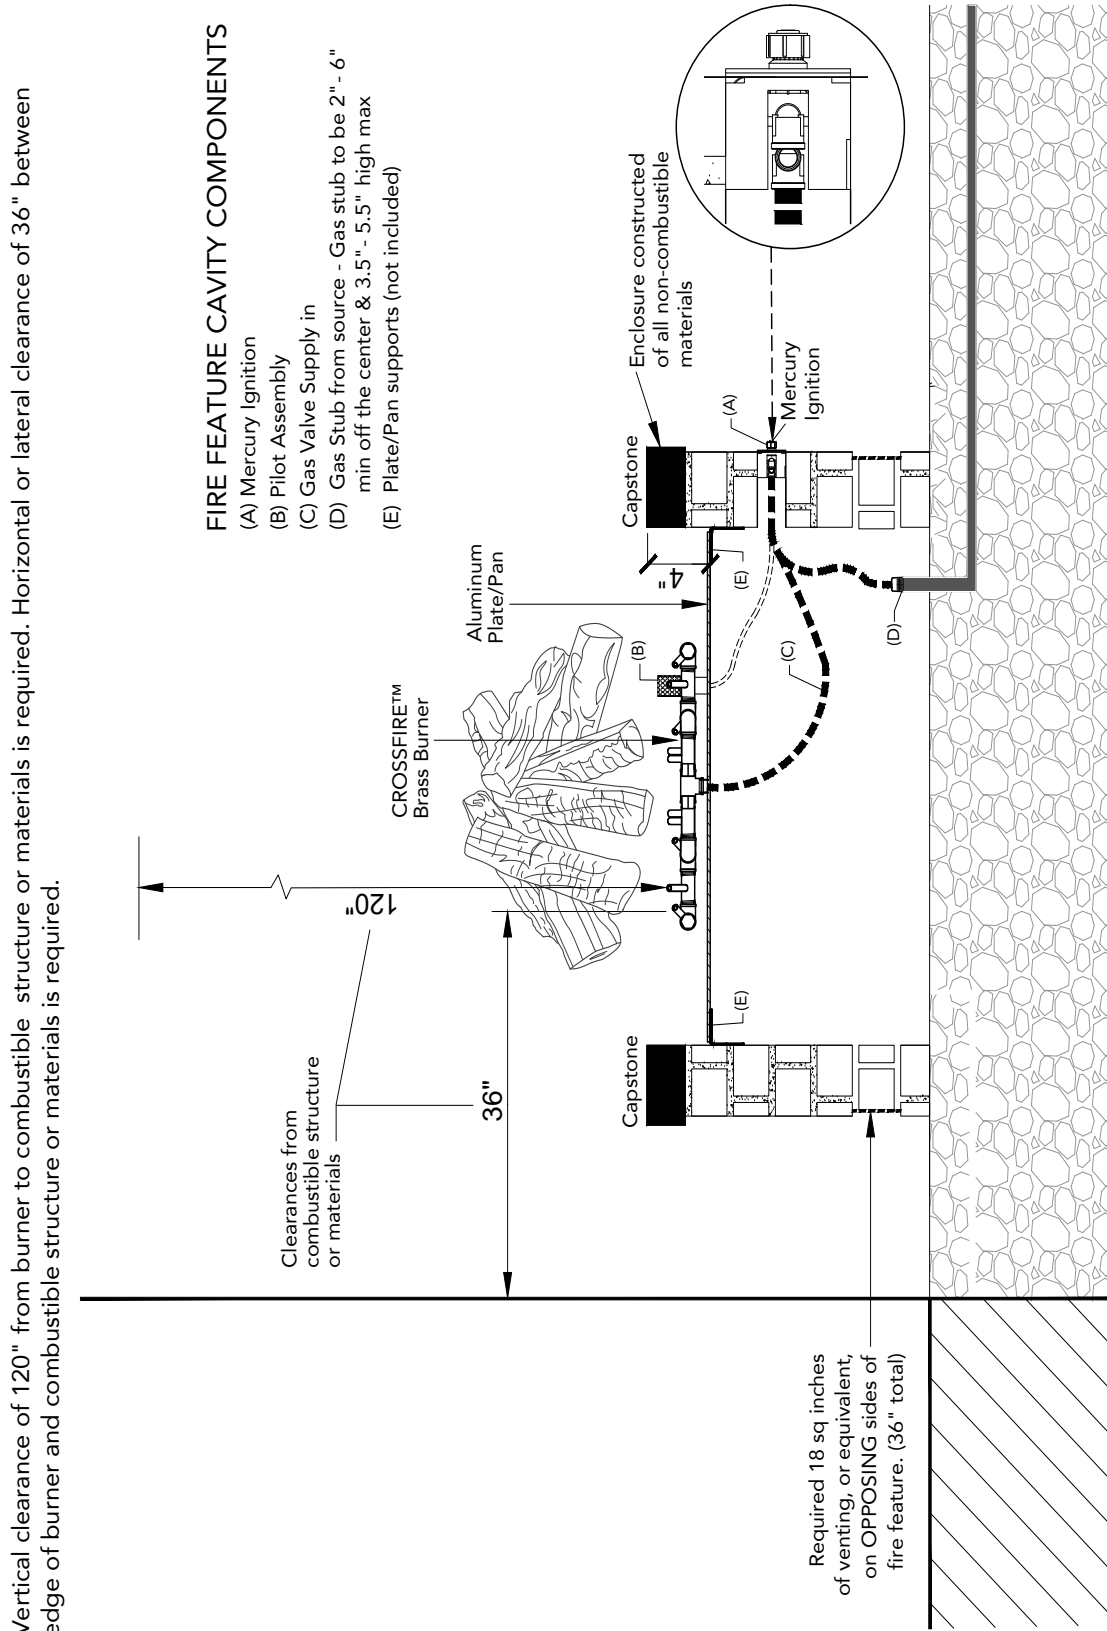 Vertical clearance of 120" from burner to combustible structure or materials is required. Horizontal or lateral clearance of 36" between
edge of burner and combustible structure or materials is required.
FIRE FEATURE CAVITY COMPONENTS
(A) Mercury Ignition
(B) Pilot Assembly
(C) Gas Valve Supply in
(D) Gas Stub from source - Gas stub to be 2" - 6"
min off the center & 3.5" - 5.5" high max
(E) Plate/Pan supports (not included)
Clearances from
combustible structure
or materials
120"
36"
CROSSFIRE™
Brass Burner
Aluminum
Plate/Pan
4"
Capstone
Capstone
Enclosure constructed
of all non-combustible
materials
(A)
Mercury
Ignition
(B)
(C)
(D)
(E)
(E)
Required 18 sq inches
of venting, or equivalent,
on OPPOSING sides of
fire feature. (36" total)